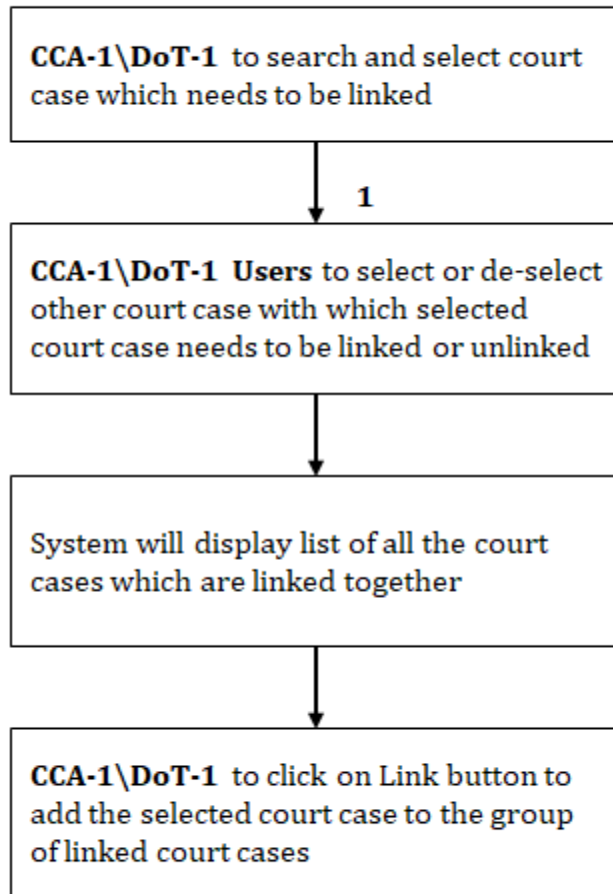 CCA-1\DoT-1 to search and select court
case which needs to be linked
1
CCA-1\DoT-1 Users to select or de-select
other court case with which selected
court case needs to be linked or unlinked
System will display list of all the court
cases which are linked together
CCA-1\DoT-1 to click on Link button to
add the selected court case to the group
of linked court cases